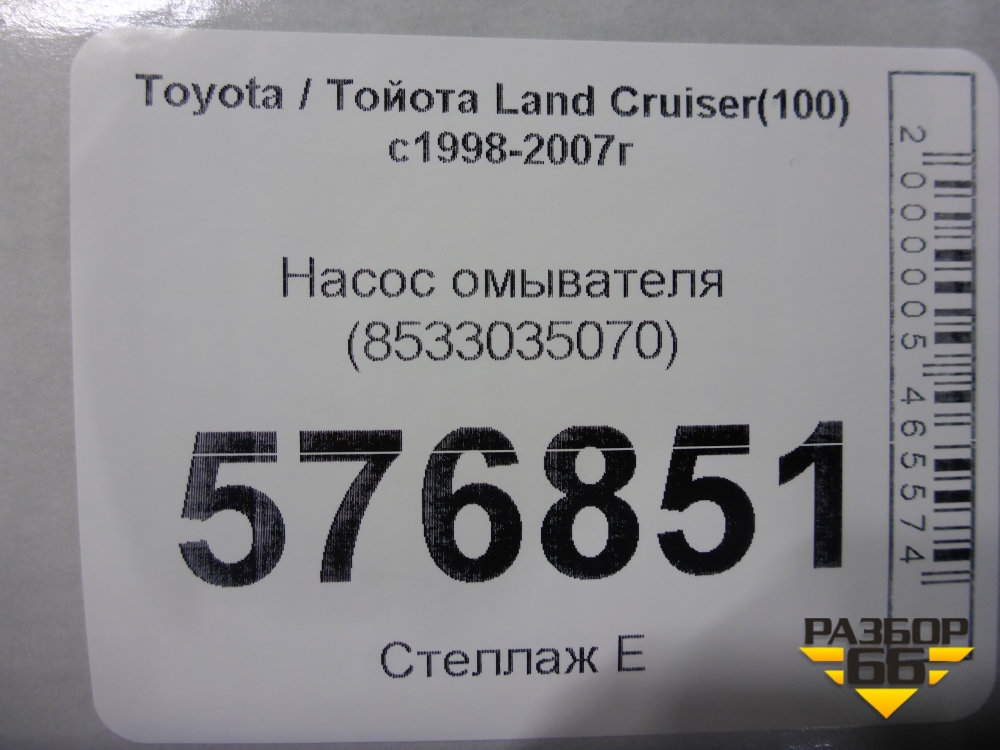 Toyota / Тойота Land Cruiser(100)
с1998-2007г
Насос омывателя
(8533035070)
576851
Стеллаж Е
2000005465574
РАЗБОР
66